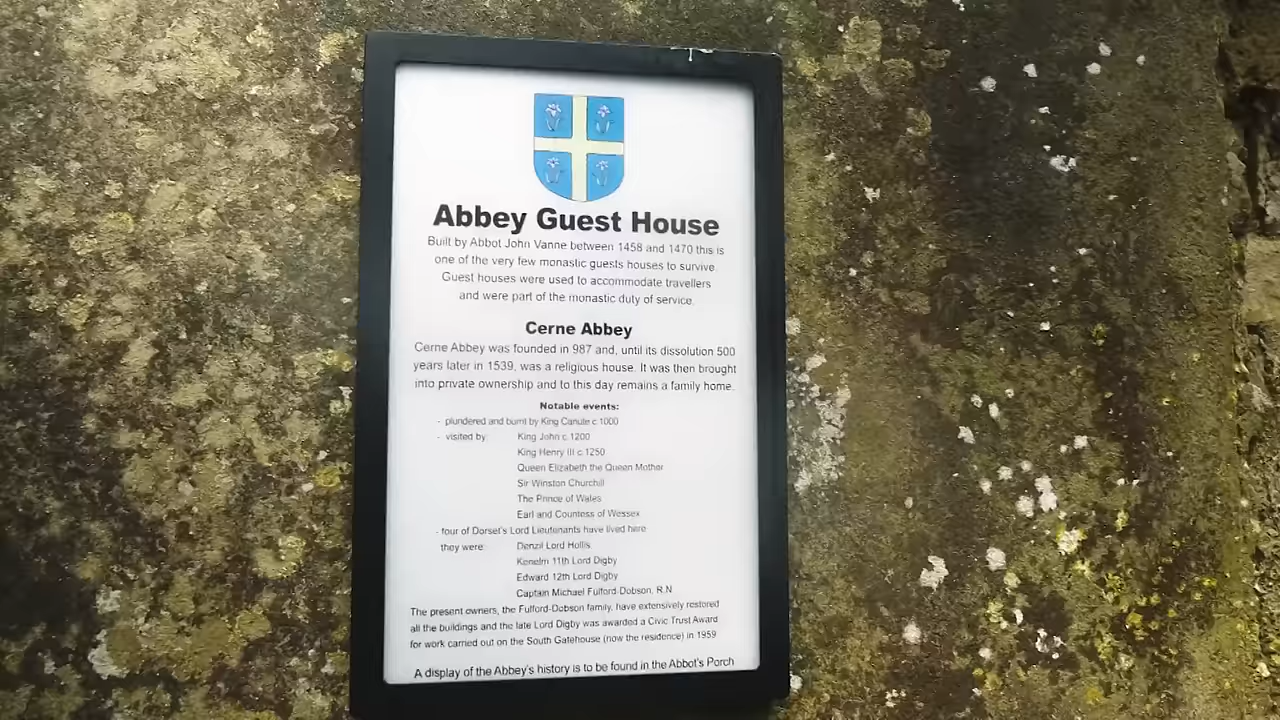 Abbey Guest House
Built by Abbot John Vanne between 1458 and 1470 this is
one of the very few monastic guests houses to survive.
Guest houses were used to accommodate travellers
and were part of the monastic duty of service.
Cerne Abbey
Cerne Abbey was founded in 987 and, until its dissolution 500
years later in 1539, was a religious house. It was then brought
into private ownership and to this day remains a family home.
Notable events:
- plundered and burnt by King Canute c.1000
- visited by: King John c.1200
King Henry III c.1250
Queen Elizabeth the Queen Mother
Sir Winston Churchill
The Prince of Wales
Earl and Countess of Wessex
- four of Dorset's Lord Lieutenants have lived here
they were: Denzil Lord Hollis
Kenelm 11th Lord Digby
Edward 12th Lord Digby
Captain Michael Fulford-Dobson, R.N
The present owners, the Fulford-Dobson family, have extensively restored
all the buildings and the late Lord Digby was awarded a Civic Trust Award
for work carried out on the South Gatehouse (now the residence) in 1959
A display of the Abbey's history is to be found in the Abbot's Porch